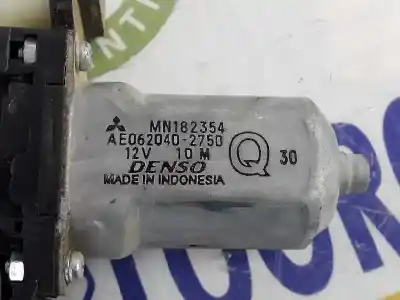 MN182354
AE062040-2750
12V 10 M
DENSO
MADE IN INDONESIA
Q 30